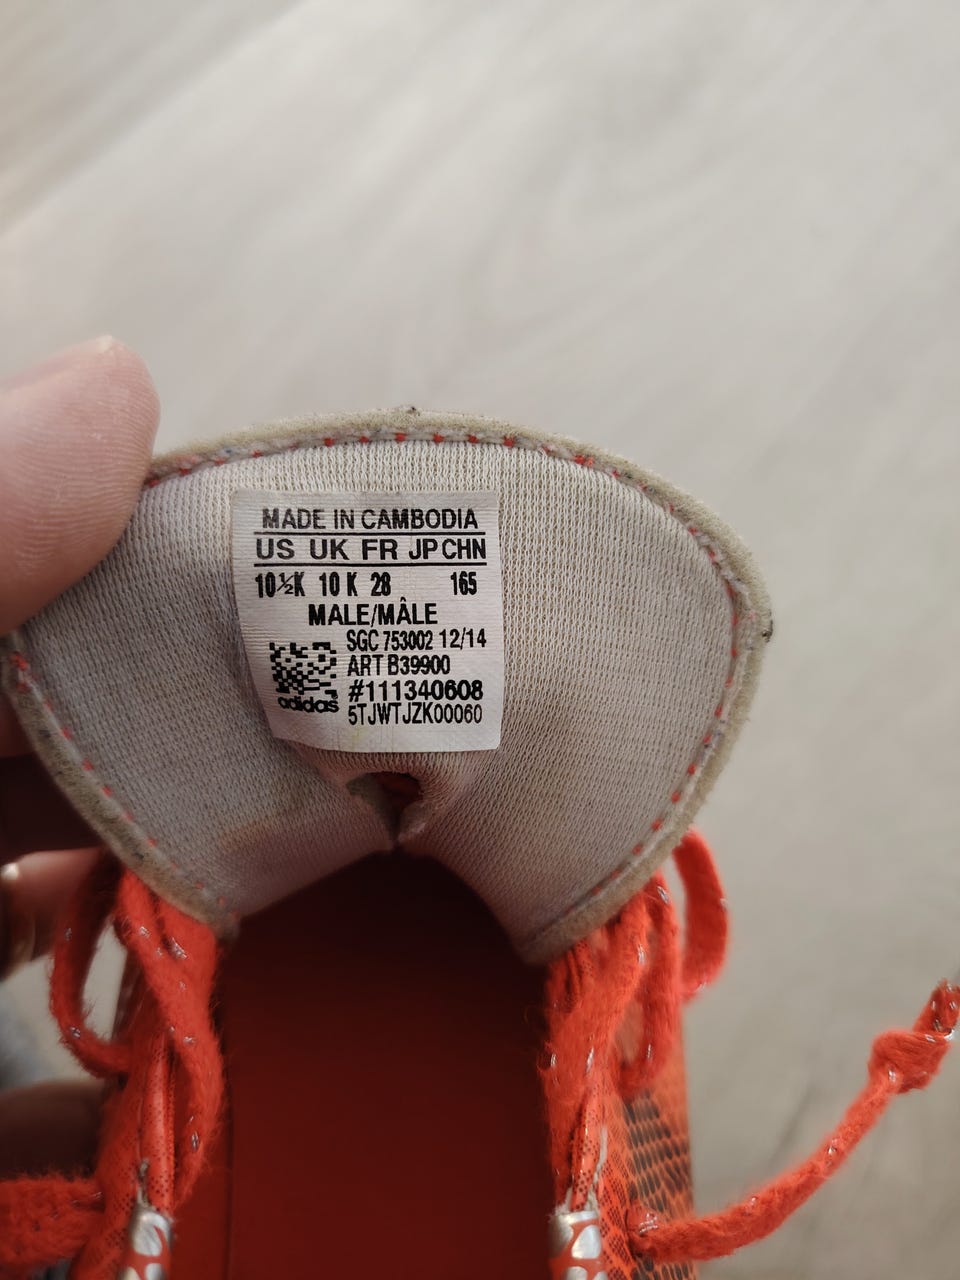 MADE IN CAMBODIA
US UK FR JP CHN
10½K 10 K 28 165
MALE/MÂLE
SGC 753002 12/14
ART B39900
#111340608
adidas 5TJWTJZK00060